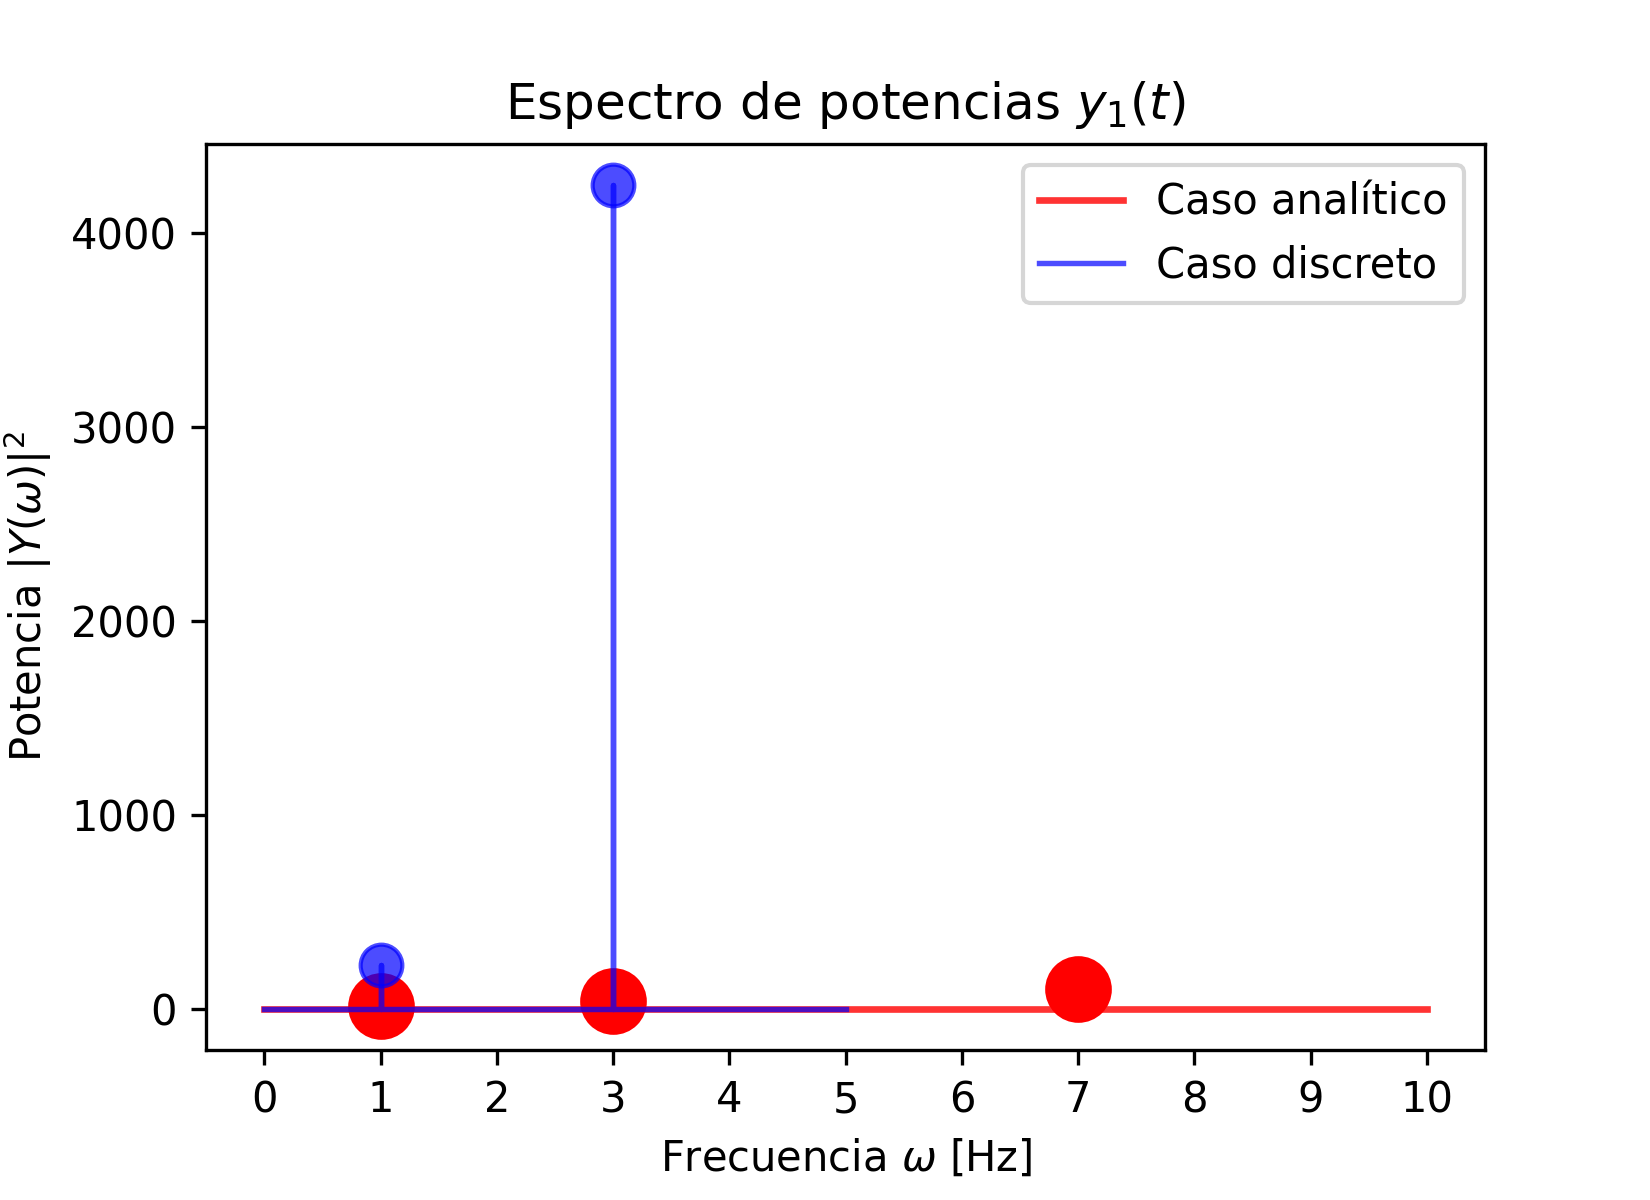 Espectro de potencias $y_1(t)$
Caso analítico
Caso discreto
Potencia $|Y(\omega)|^2$
4000
3000
2000
1000
0
0 1 2 3 4 5 6 7 8 9 10
Frecuencia $\omega$ [Hz]